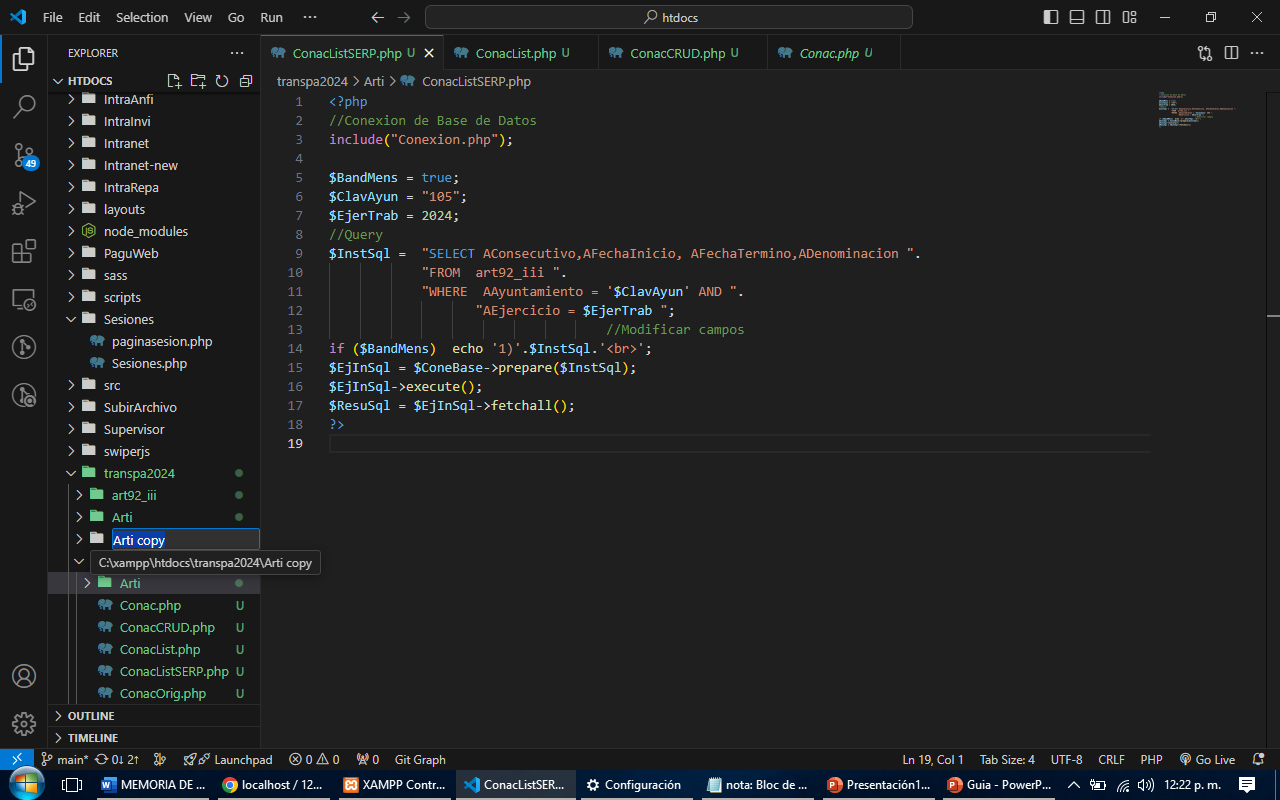 File Edit Selection View Go Run ··· htdocs
EXPLORER ···
HTDOCS
IntraAnfi
IntraInvi
Intranet
Intranet-new
IntraRepa
layouts
node_modules
PaguWeb
sass
scripts
Sesiones
paginasesion.php
Sesiones.php
src
SubirArchivo
Supervisor
swiperjs
transpa2024
art92_iii
Arti
Arti copy
C:\xampp\htdocs\transpa2024\Arti copy
Arti
Conac.php U
ConacCRUD.php U
ConacList.php U
ConacListSERP.php U
ConacOrig.php U
OUTLINE
TIMELINE
49
ConacListSERP.php U ConacList.php U ConacCRUD.php U Conac.php U
transpa2024 > Arti > ConacListSERP.php
1 <?php
2 //Conexion de Base de Datos
3 include("Conexion.php");
4
5 $BandMens = true;
6 $ClavAyun = "105";
7 $EjerTrab = 2024;
8 //Query
9 $InstSql =  "SELECT AConsecutivo,AFechaInicio, AFechaTermino,ADenominacion ".
10 "FROM  art92_iii ".
11 "WHERE  AAyuntamiento = '$ClavAyun' AND ".
12 "AEjercicio = $EjerTrab ";
13 //Modificar campos
14 if ($BandMens)  echo '1)'.$InstSql.'<br>';
15 $EjInSql = $ConeBase->prepare($InstSql);
16 $EjInSql->execute();
17 $ResuSql = $EjInSql->fetchall();
18 ?>
19
main* 0↓ 2↑ Launchpad 0 0 0 Git Graph Ln 19, Col 1 Tab Size: 4 UTF-8 CRLF PHP Go Live
MEMORIA DE ... localhost / 12... XAMPP Contr... ConacListSER... Configuración nota: Bloc de ... Presentación1... Guia - PowerP... 12:22 p. m.